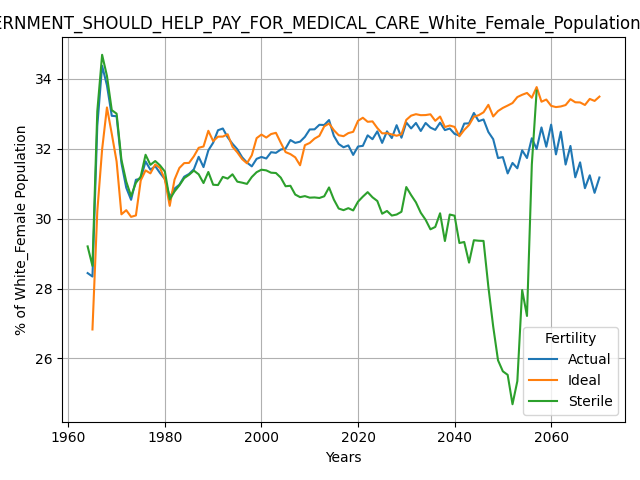 ERNMENT_SHOULD_HELP_PAY_FOR_MEDICAL_CARE_White_Female_Population
% of White_Female Population
34
32
30
28
26
1960
1980
2000
2020
2040
2060
Years
Fertility
Actual
Ideal
Sterile